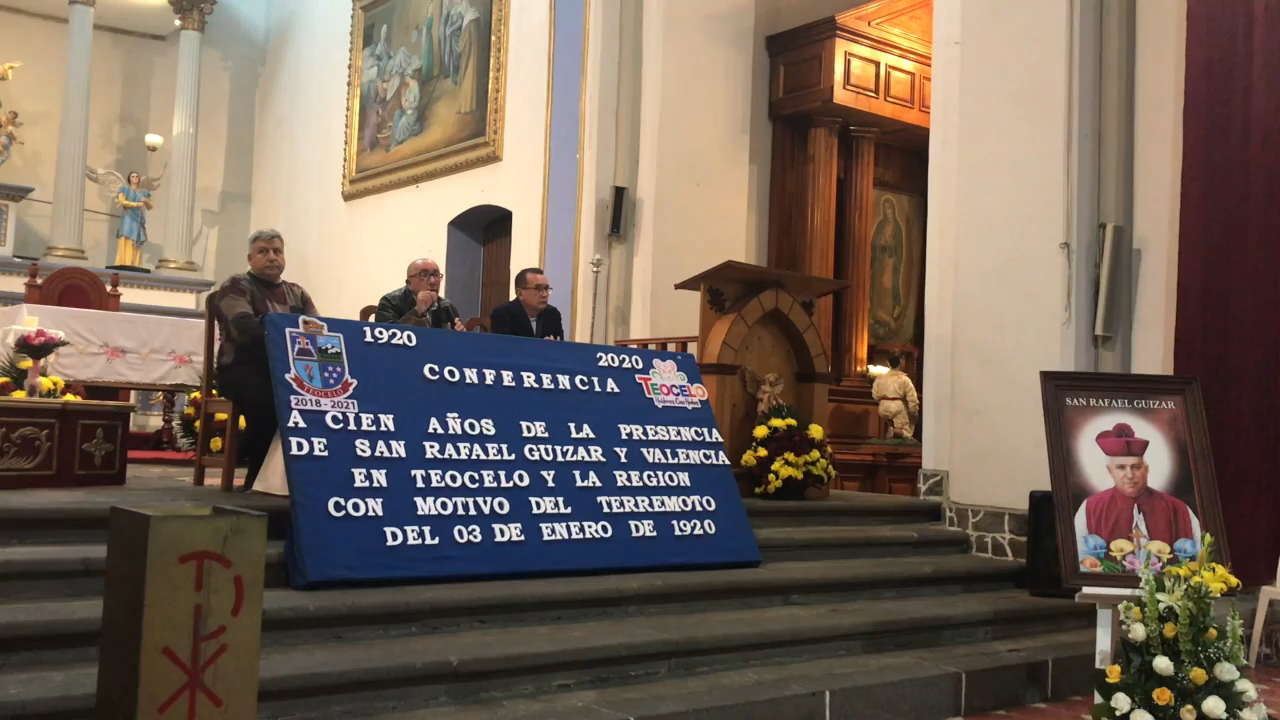 1920
2020
CONFERENCIA
TEOCELO
2018 - 2021
TEOCELO
A CIEN AÑOS DE LA PRESENCIA
DE SAN RAFAEL GUIZAR Y VALENCIA
EN TEOCELO Y LA REGION
CON MOTIVO DEL TERREMOTO
DEL 03 DE ENERO DE 1920
SAN RAFAEL GUIZAR